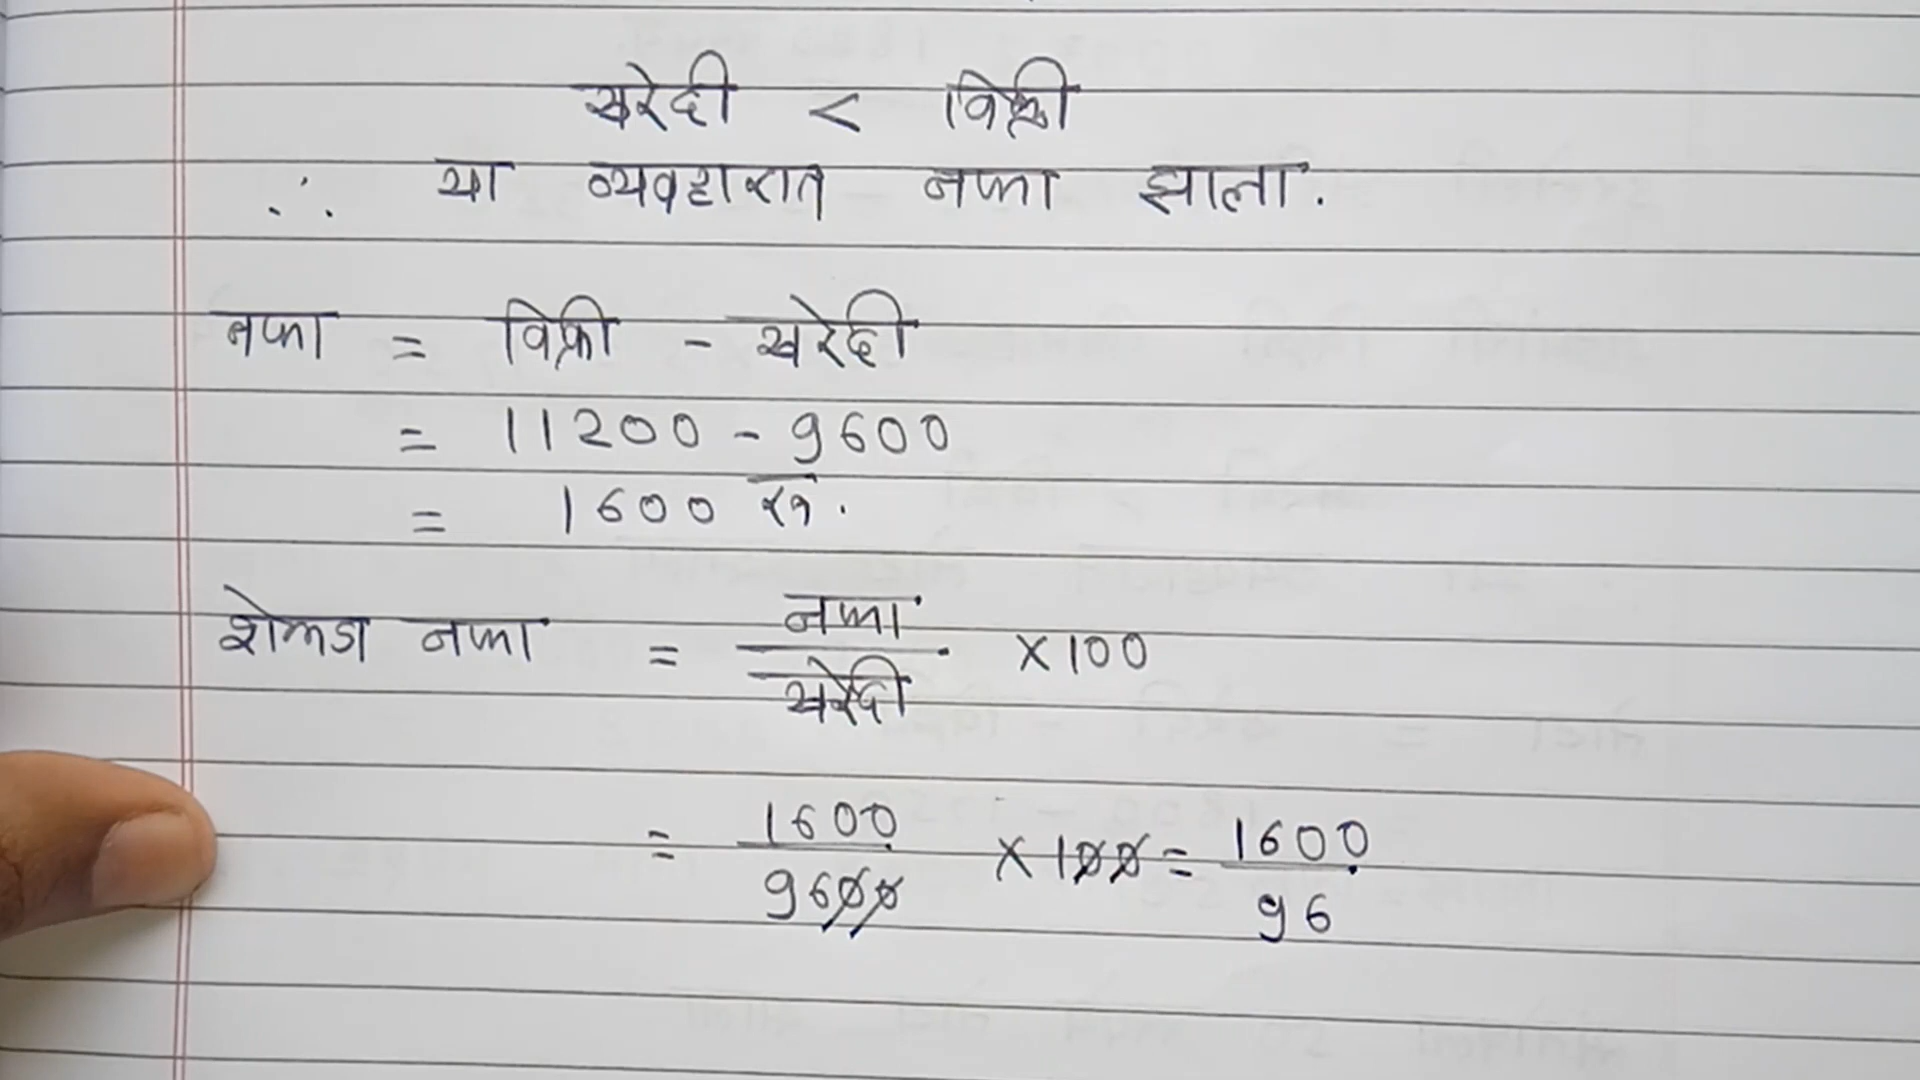 खरेदी < विक्री
∴ या व्यवहारात नफा झाला.
नफा = विक्री - खरेदी
= 11200 - 9600
= 1600 रु.
शेकडा नफा = नफा / खरेदी × 100
= 1600 / 9600 × 100 = 1600 / 96